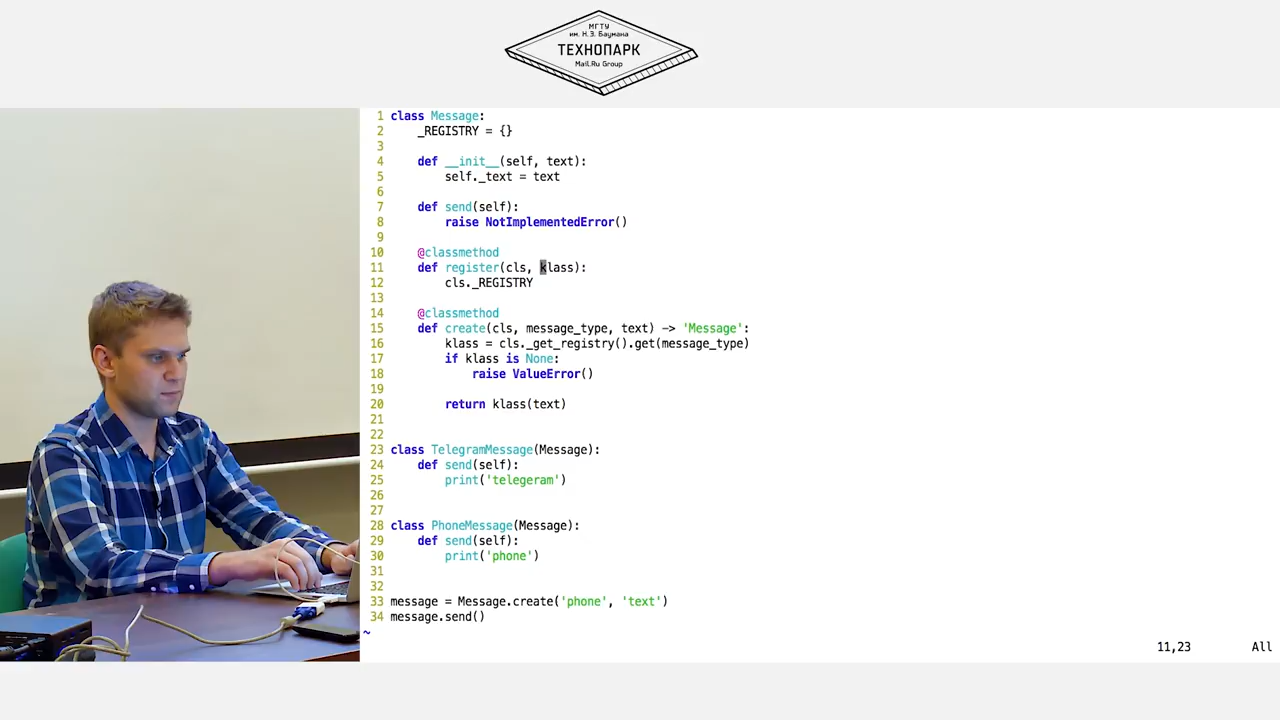 МГТУ
им. Н.Э. Баумана
ТЕХНОПАРК
Mail.Ru Group
1 class Message:
2     _REGISTRY = {}
3
4     def __init__(self, text):
5         self._text = text
6
7     def send(self):
8         raise NotImplementedError()
9
10     @classmethod
11     def register(cls, klass):
12         cls._REGISTRY
13
14     @classmethod
15     def create(cls, message_type, text) -> 'Message':
16         klass = cls._get_registry().get(message_type)
17         if klass is None:
18             raise ValueError()
19
20         return klass(text)
21
22
23 class TelegramMessage(Message):
24     def send(self):
25         print('telegeram')
26
27
28 class PhoneMessage(Message):
29     def send(self):
30         print('phone')
31
32
33 message = Message.create('phone', 'text')
34 message.send()
~
11,23 All